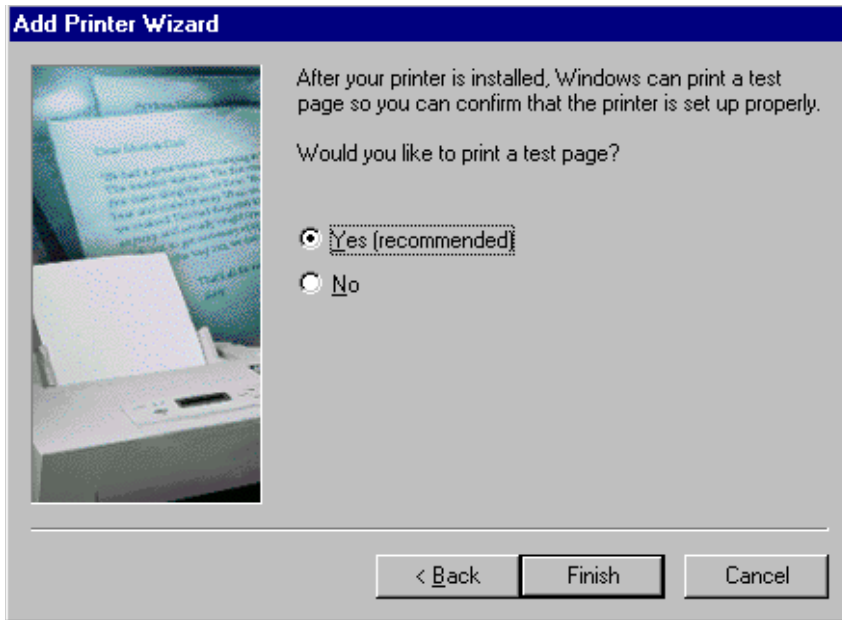 Add Printer Wizard
After your printer is installed, Windows can print a test
page so you can confirm that the printer is set up properly.
Would you like to print a test page?
Yes (recommended)
No
< Back
Finish
Cancel